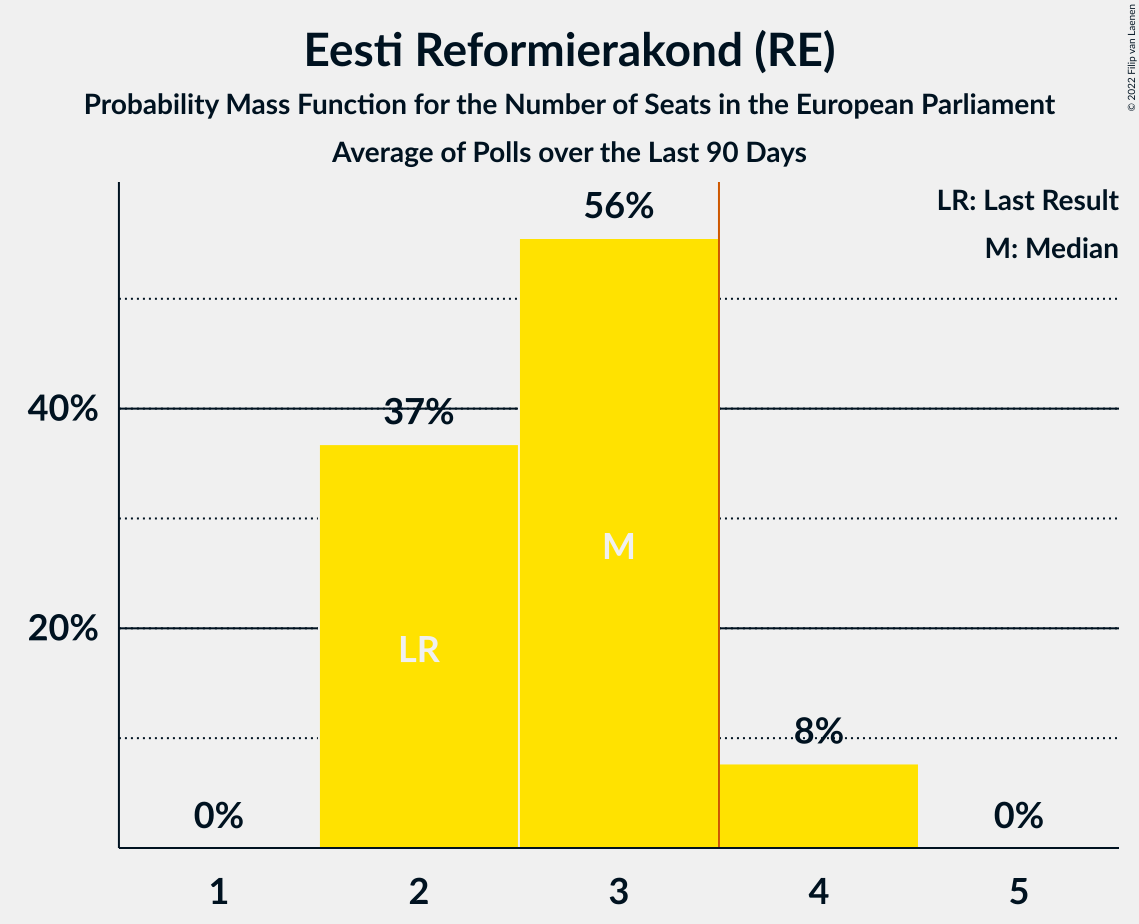 Eesti Reformierakond (RE)
Probability Mass Function for the Number of Seats in the European Parliament
Average of Polls over the Last 90 Days
© 2022 Filip van Laenen
LR: Last Result
M: Median
56%
40%
37%
M
20%
LR
8%
0%
0%
1 2 3 4 5